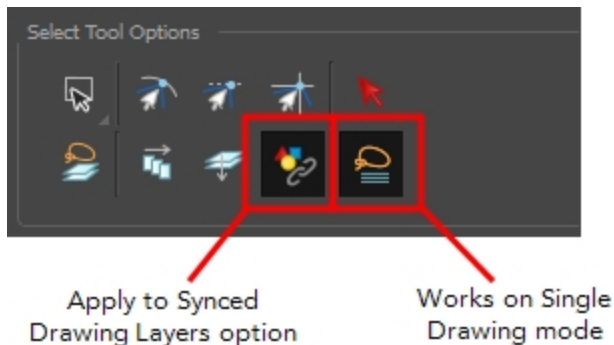 Select Tool Options
Apply to Synced
Drawing Layers option
Works on Single
Drawing mode